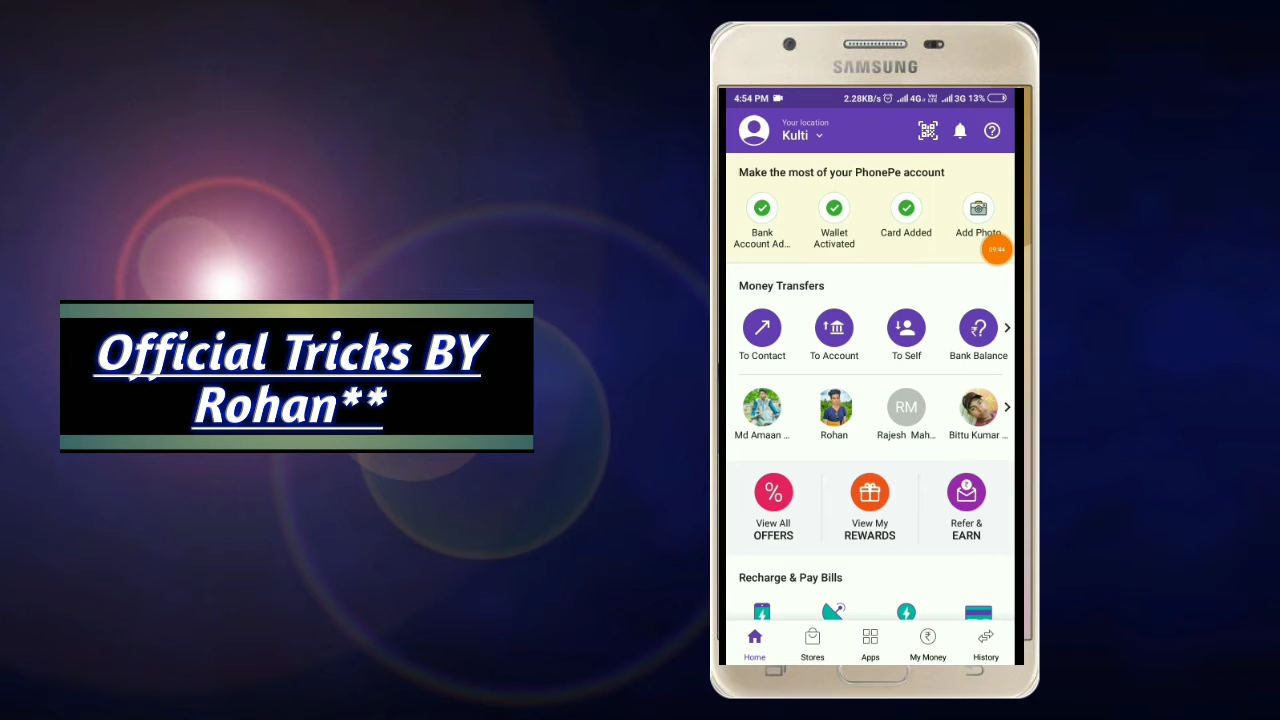 Official Tricks BY
Rohan**
SAMSUNG
4:54 PM 2.28KB/s 4G 3G 13%
Your location
Kulti
Make the most of your PhonePe account
Bank
Account Ad...
Wallet
Activated
Card Added
Add Photo
09:44
Money Transfers
To Contact
To Account
To Self
Bank Balance
RM
Md Amaan ...
Rohan
Rajesh Mah...
Bittu Kumar ...
View All
OFFERS
View My
REWARDS
Refer &
EARN
Recharge & Pay Bills
Home
Stores
Apps
My Money
History